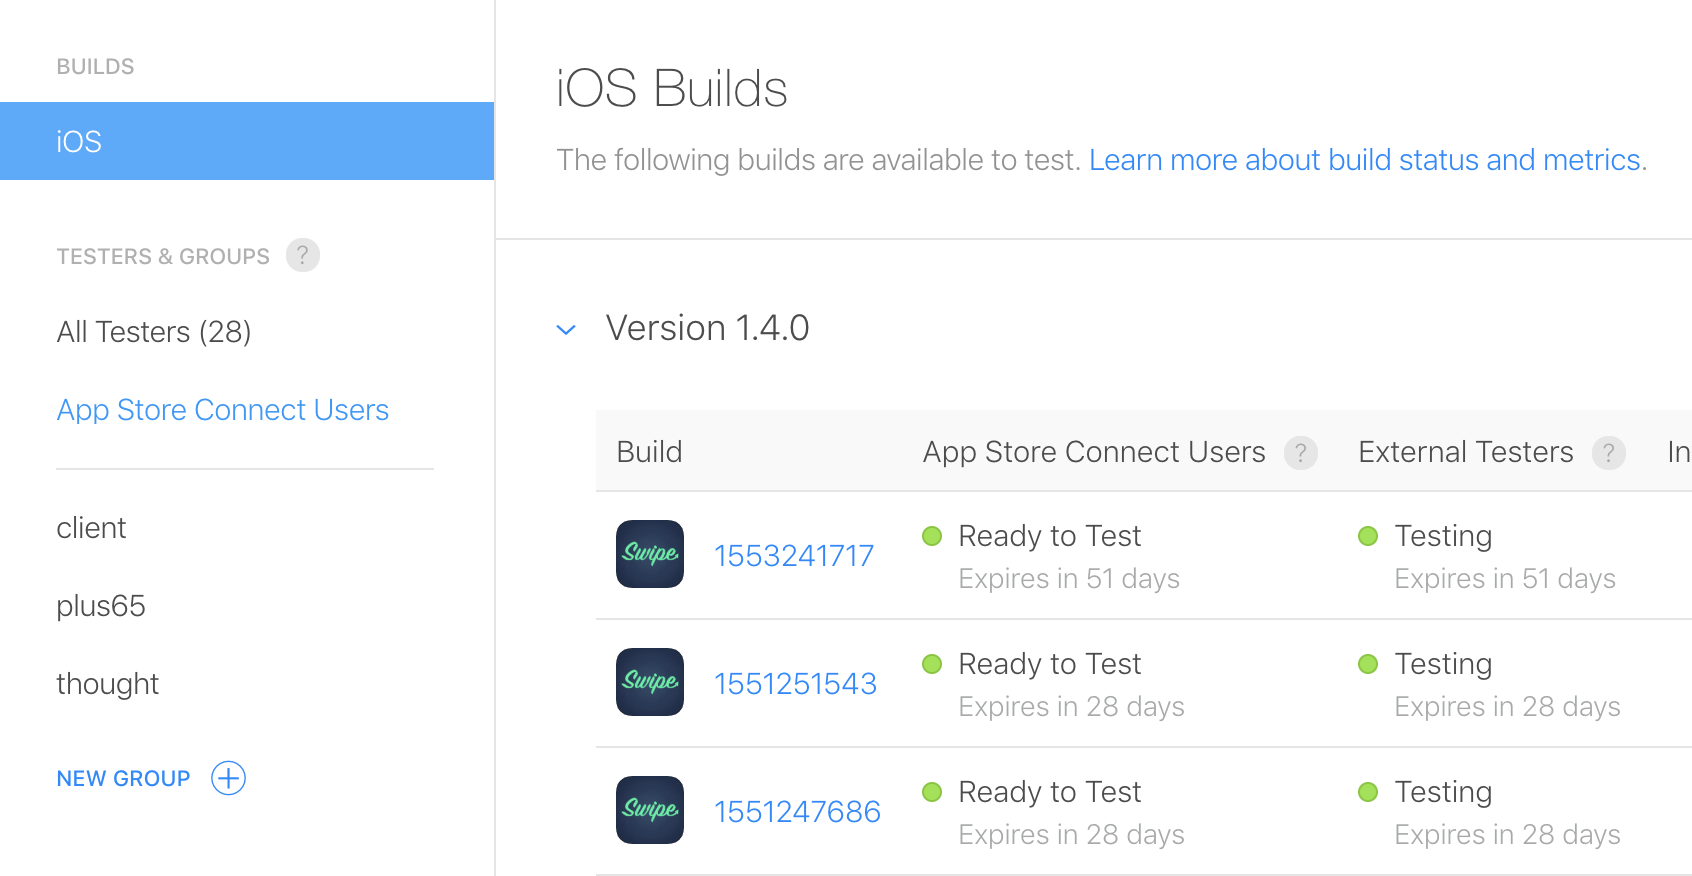 BUILDS
iOS
TESTERS & GROUPS ?
All Testers (28)
App Store Connect Users
client
plus65
thought
NEW GROUP
iOS Builds
The following builds are available to test. Learn more about build status and metrics.
Version 1.4.0
Build App Store Connect Users ? External Testers ? In
Swipe 1553241717 Ready to Test Testing
Expires in 51 days Expires in 51 days
Swipe 1551251543 Ready to Test Testing
Expires in 28 days Expires in 28 days
Swipe 1551247686 Ready to Test Testing
Expires in 28 days Expires in 28 days